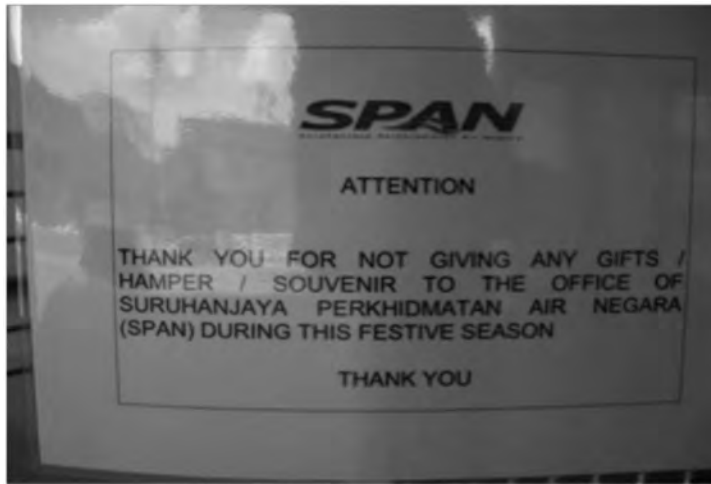 SPAN
ATTENTION
THANK YOU FOR NOT GIVING ANY GIFTS /
HAMPER / SOUVENIR TO THE OFFICE OF
SURUHANJAYA PERKHIDMATAN AIR NEGARA
(SPAN) DURING THIS FESTIVE SEASON
THANK YOU